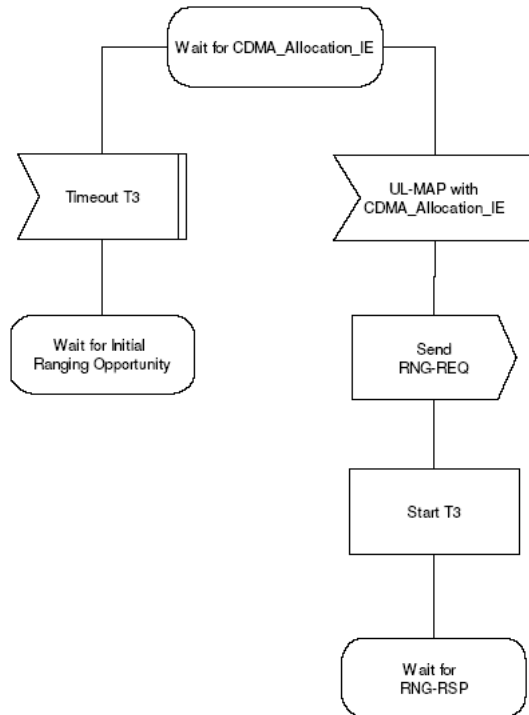 Wait for CDMA_Allocation_IE
Timeout T3
UL-MAP with
CDMA_Allocation_IE
Wait for Initial
Ranging Opportunity
Send
RNG-REQ
Start T3
Wait for
RNG-RSP